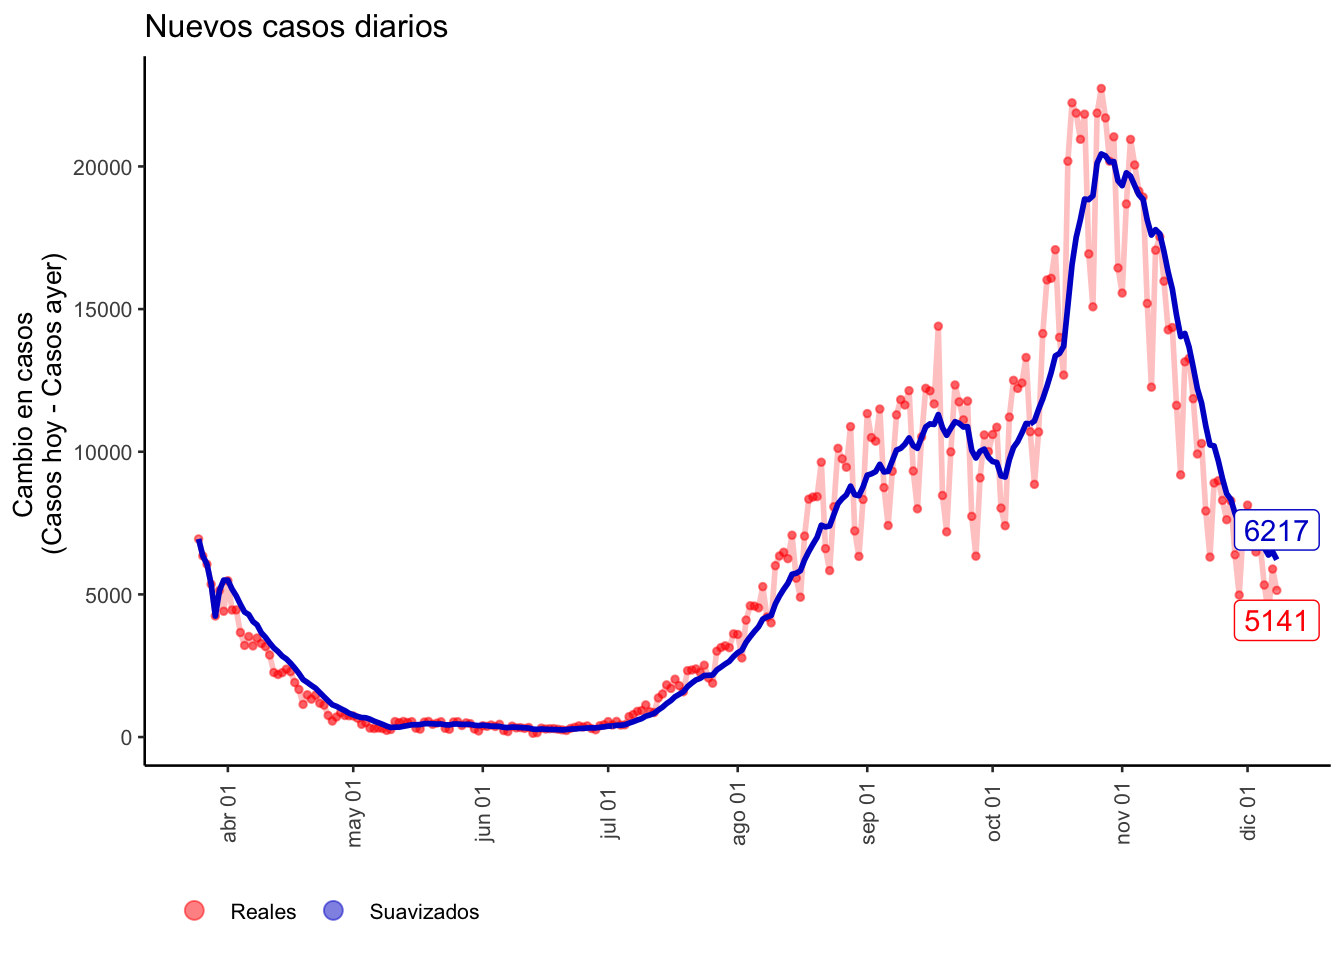 Nuevos casos diarios
Cambio en casos
(Casos hoy - Casos ayer)
20000
15000
10000
5000
0
6217
5141
abr 01
may 01
jun 01
jul 01
ago 01
sep 01
oct 01
nov 01
dic 01
Reales
Suavizados